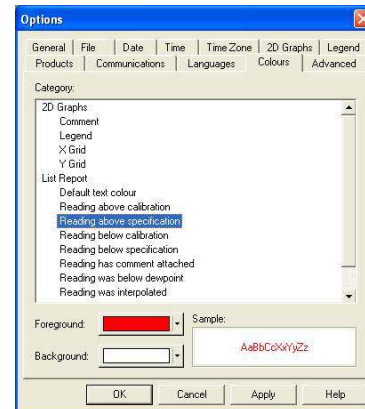 Options
General File Date Time Time Zone 2D Graphs Legend
Products Communications Languages Colours Advanced
Category:
2D Graphs
Comment
Legend
X Grid
Y Grid
List Report
Default text colour
Reading above calibration
Reading above specification
Reading below calibration
Reading below specification
Reading has comment attached
Reading was below dewpoint
Reading was interpolated
Foreground: Sample:
AaBbCcXxYyZz
Background:
OK Cancel Apply Help